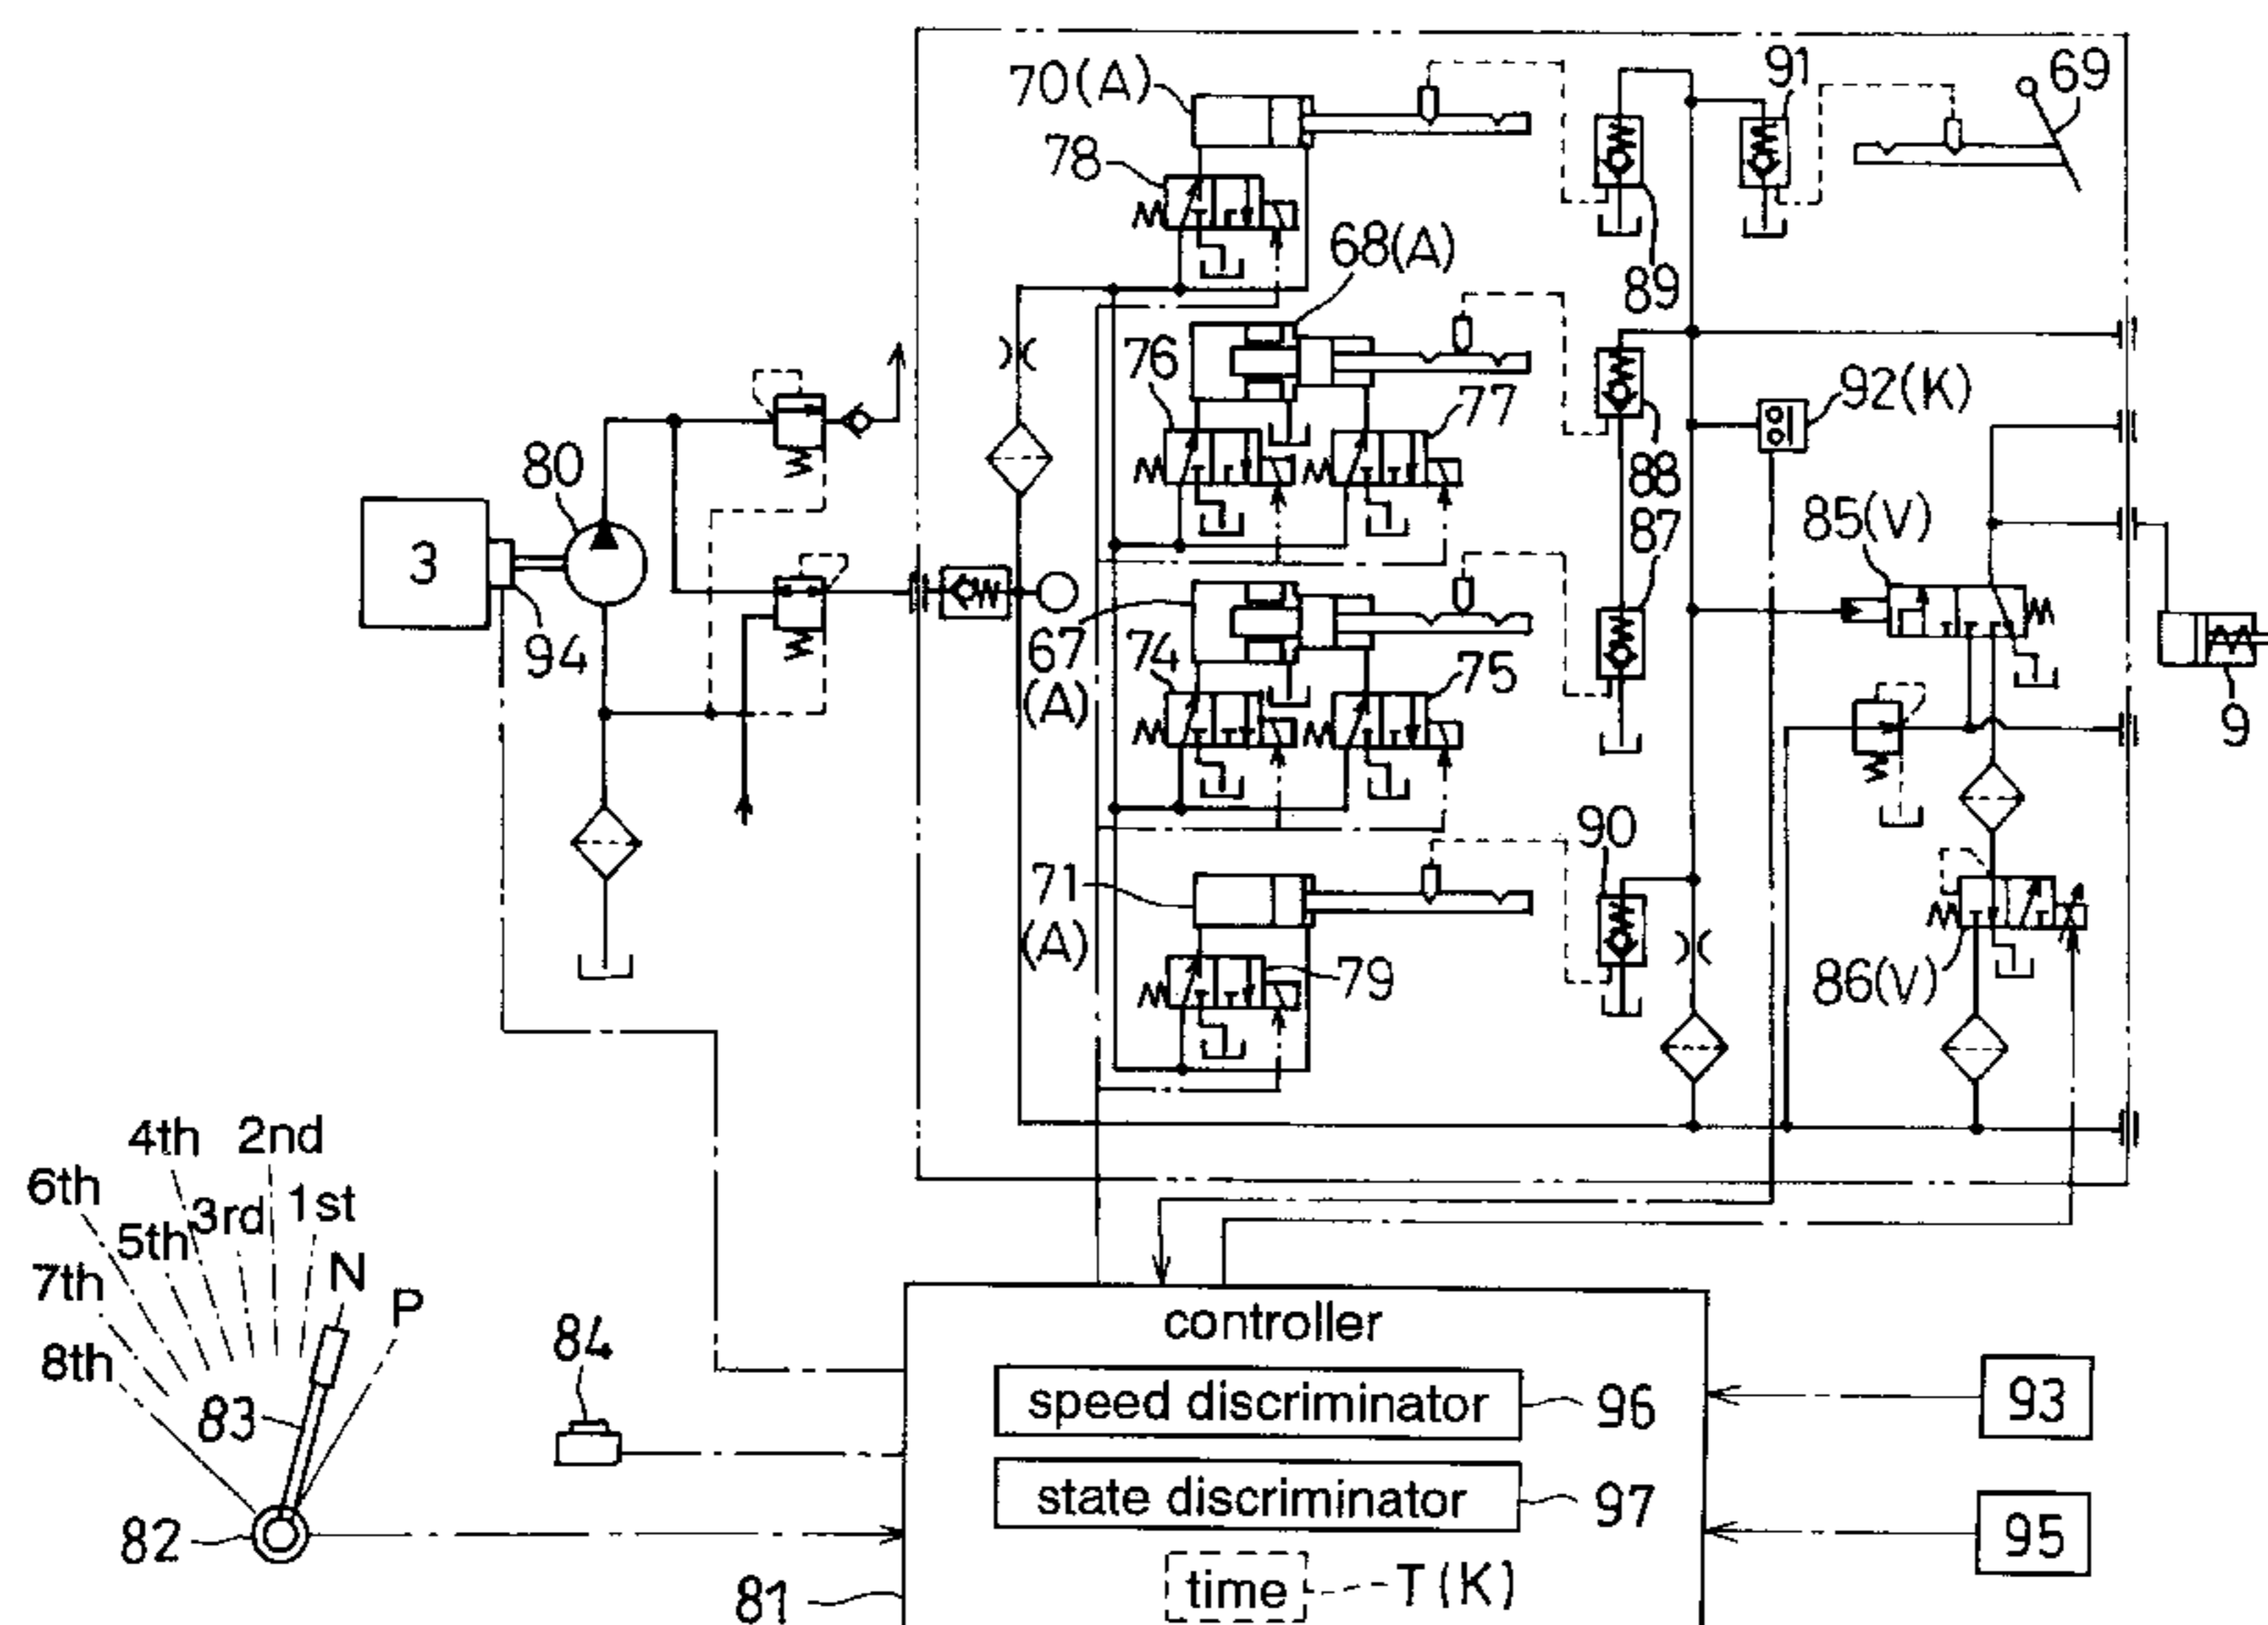 70(A)
91
69
78
68(A)
89
76
77
92(K)
80
88
87
85(V)
3
94
67
(A)
74
75
9
90
71
(A)
79
86(V)
4th
2nd
6th
3rd
1st
5th
N
7th
P
8th
83
84
82
controller
speed discriminator
96
state discriminator
97
time
T(K)
81
93
95